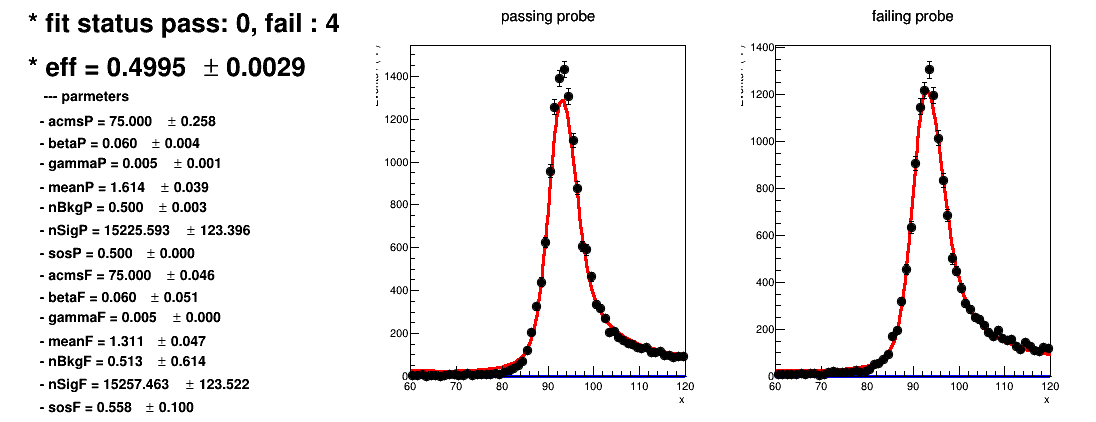 * fit status pass: 0, fail : 4
* eff = 0.4995 ± 0.0029
--- parmeters
- acmsP = 75.000 ± 0.258
- betaP = 0.060 ± 0.004
- gammaP = 0.005 ± 0.001
- meanP = 1.614 ± 0.039
- nBkgP = 0.500 ± 0.003
- nSigP = 15225.593 ± 123.396
- sosP = 0.500 ± 0.000
- acmsF = 75.000 ± 0.046
- betaF = 0.060 ± 0.051
- gammaF = 0.005 ± 0.000
- meanF = 1.311 ± 0.047
- nBkgF = 0.513 ± 0.614
- nSigF = 15257.463 ± 123.522
- sosF = 0.558 ± 0.100
passing probe
1400
1200
1000
800
600
400
200
0
60 70 80 90 100 110 120
x
failing probe
1400
1200
1000
800
600
400
200
0
60 70 80 90 100 110 120
x